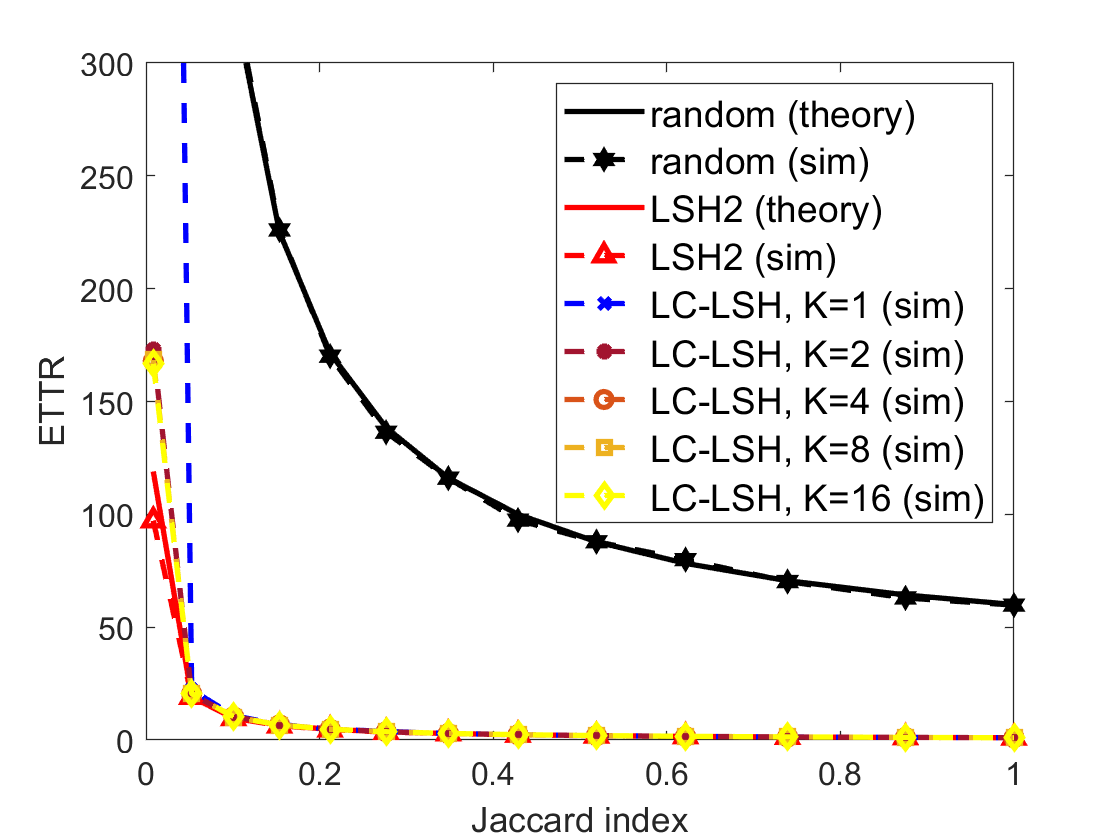 300
250
200
150
100
50
0
ETTR
random (theory)
random (sim)
LSH2 (theory)
LSH2 (sim)
LC-LSH, K=1 (sim)
LC-LSH, K=2 (sim)
LC-LSH, K=4 (sim)
LC-LSH, K=8 (sim)
LC-LSH, K=16 (sim)
0 0.2 0.4 0.6 0.8 1
Jaccard index